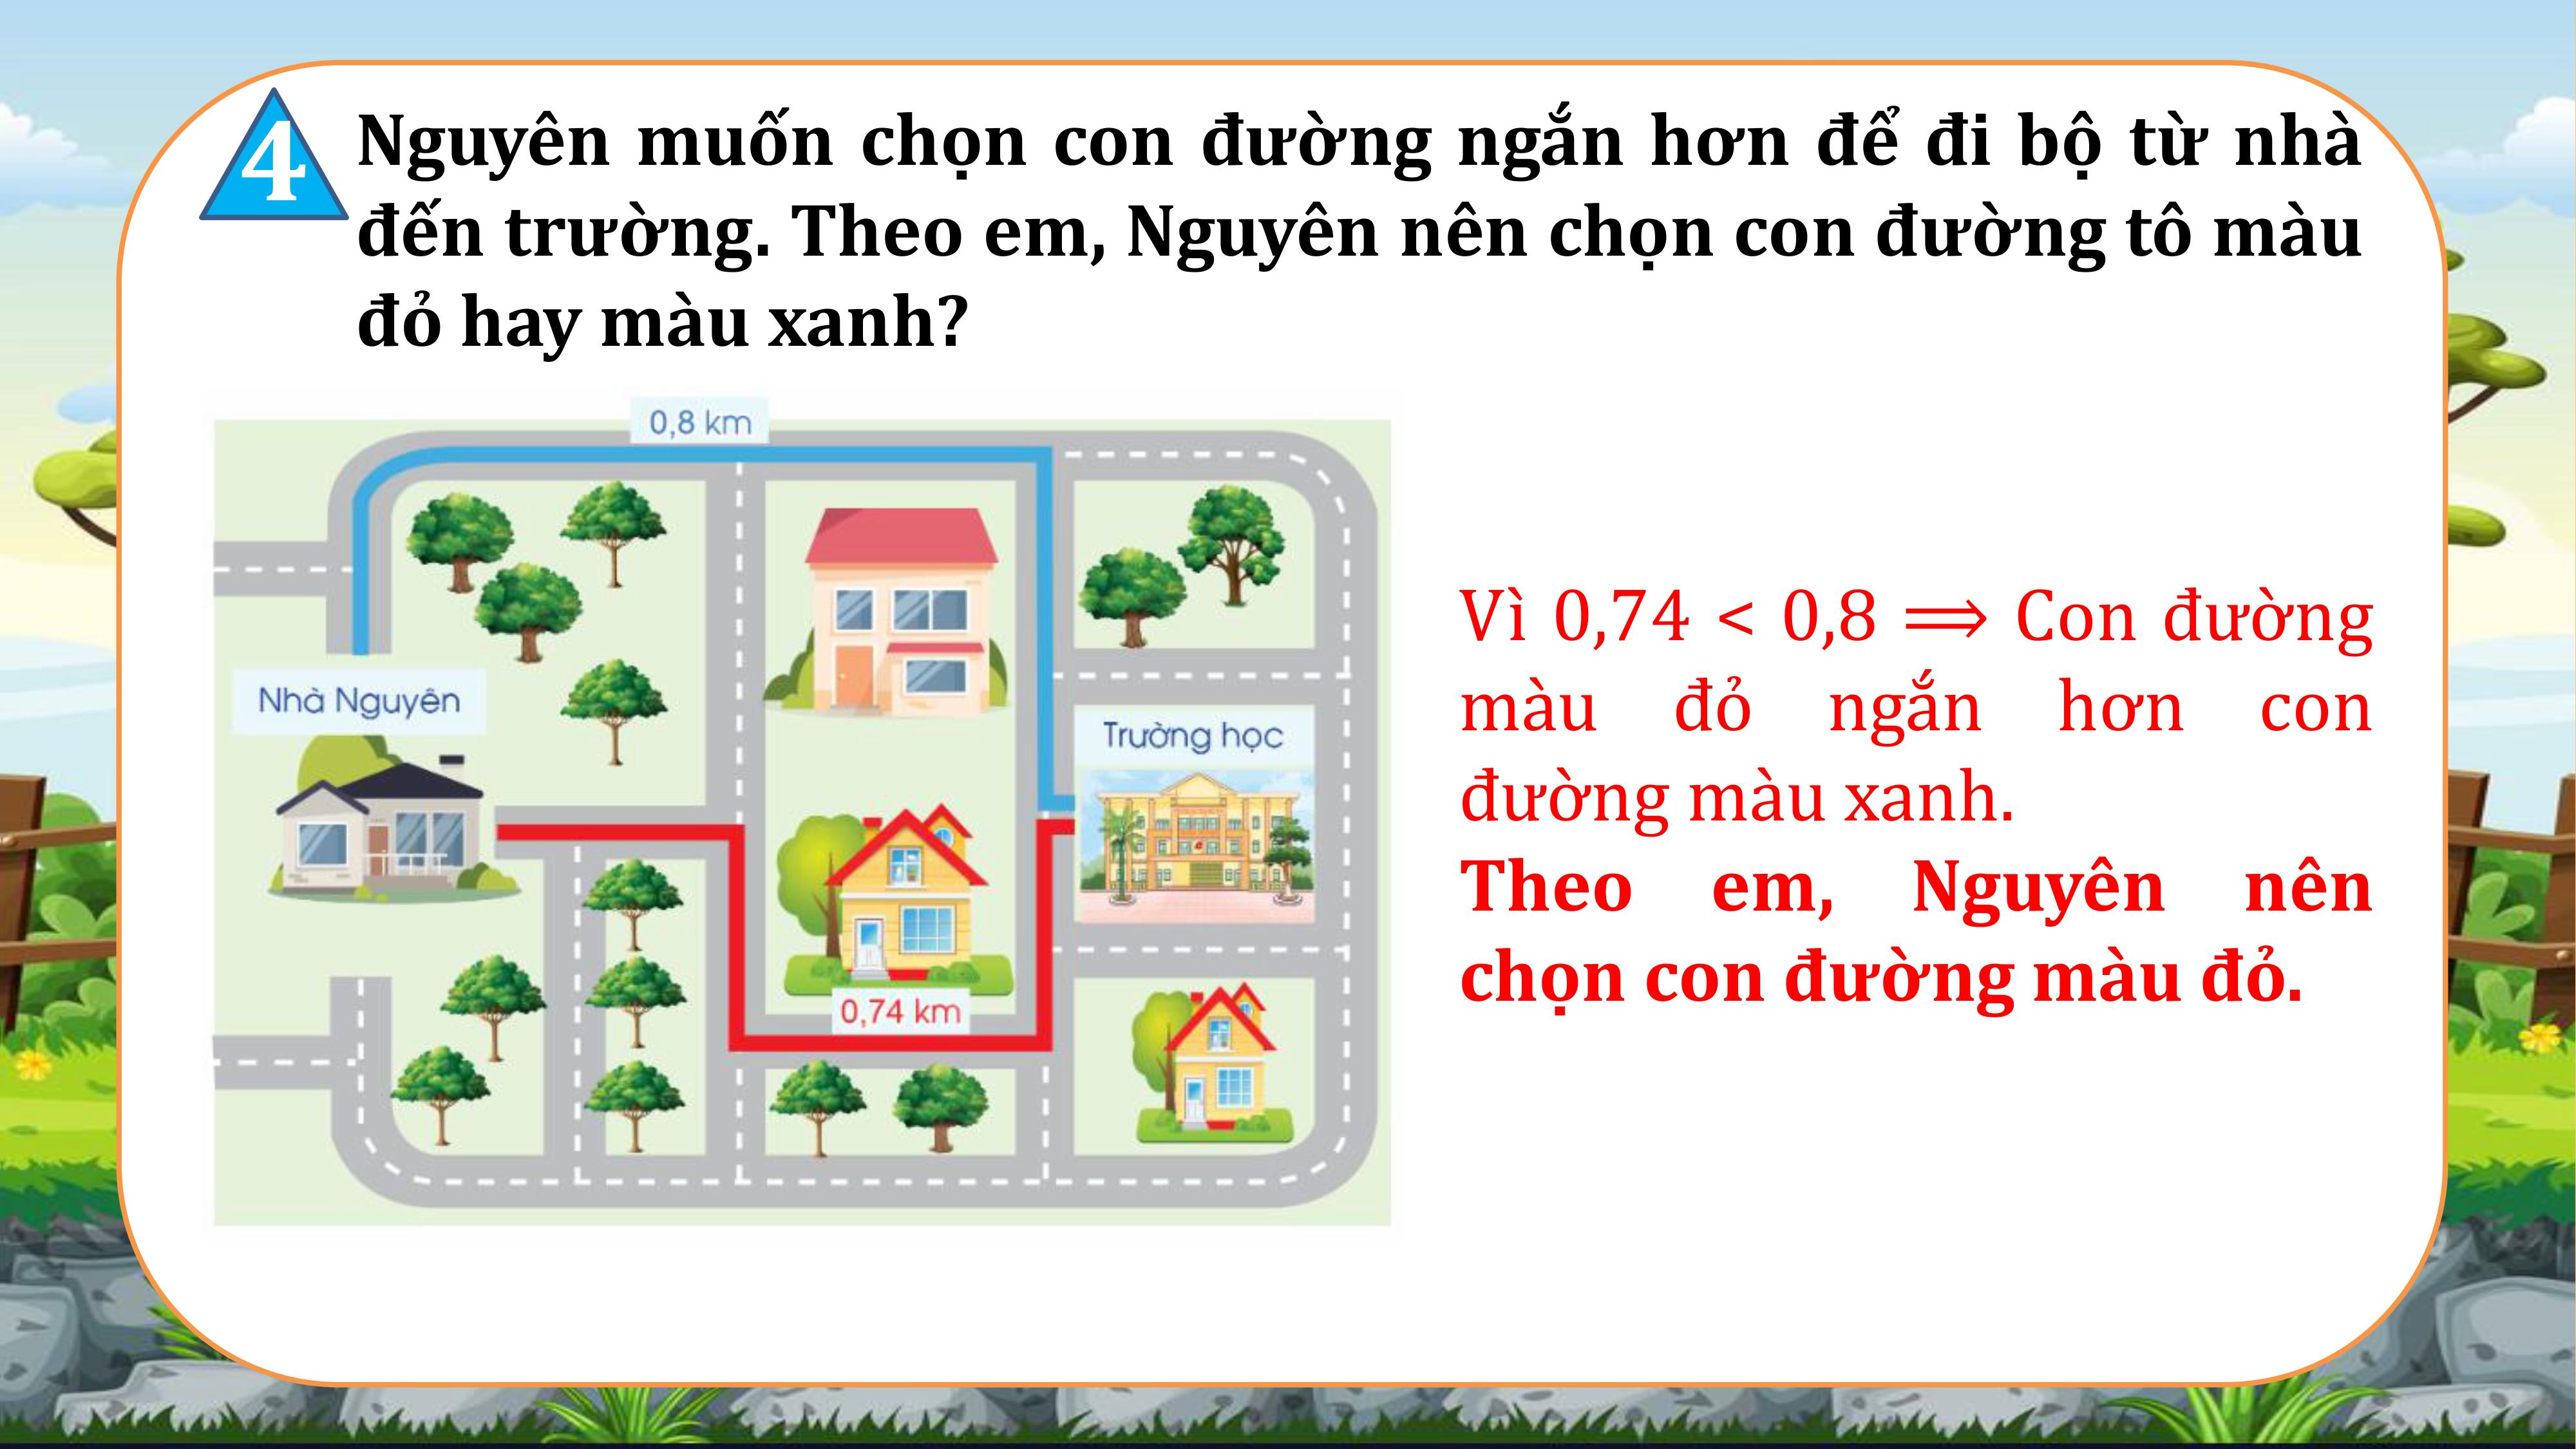 4
Nguyên muốn chọn con đường ngắn hơn để đi bộ từ nhà
đến trường. Theo em, Nguyên nên chọn con đường tô màu
đỏ hay màu xanh?
0,8 km
Nhà Nguyên
Trường học
0,74 km
Vì 0,74 < 0,8 ⟹ Con đường
màu đỏ ngắn hơn con
đường màu xanh.
Theo em, Nguyên nên
chọn con đường màu đỏ.